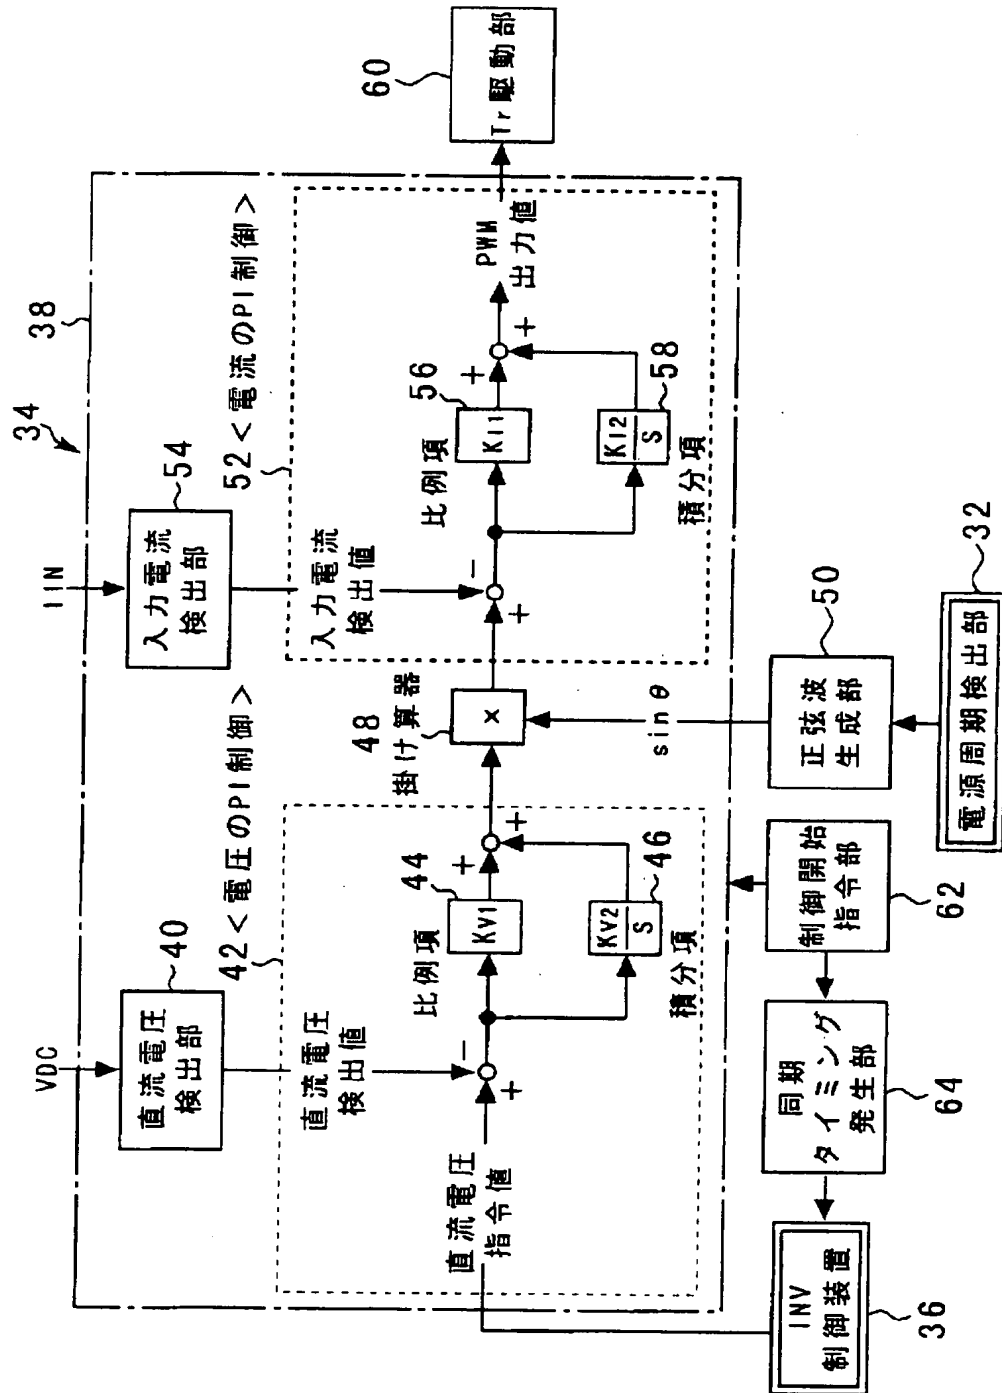 34
38
VDC
直流電圧
検出部
40
IIN
入力電流
検出部
54
42<電圧のPI制御>
52<電流のPI制御>
直流電圧
検出値
入力電流
検出値
直流電圧
指令値
+
−
比例項
44
KV1
+
+
KV2
S
46
積分項
48
掛け算器
×
sinθ
+
−
比例項
56
KI1
+
+
KI2
S
58
積分項
PWM
出力値
60
Tr駆動部
INV
制御装置
36
同期
タイミング
発生部
64
制御開始
指令部
62
正弦波
生成部
50
電源周期検出部
32